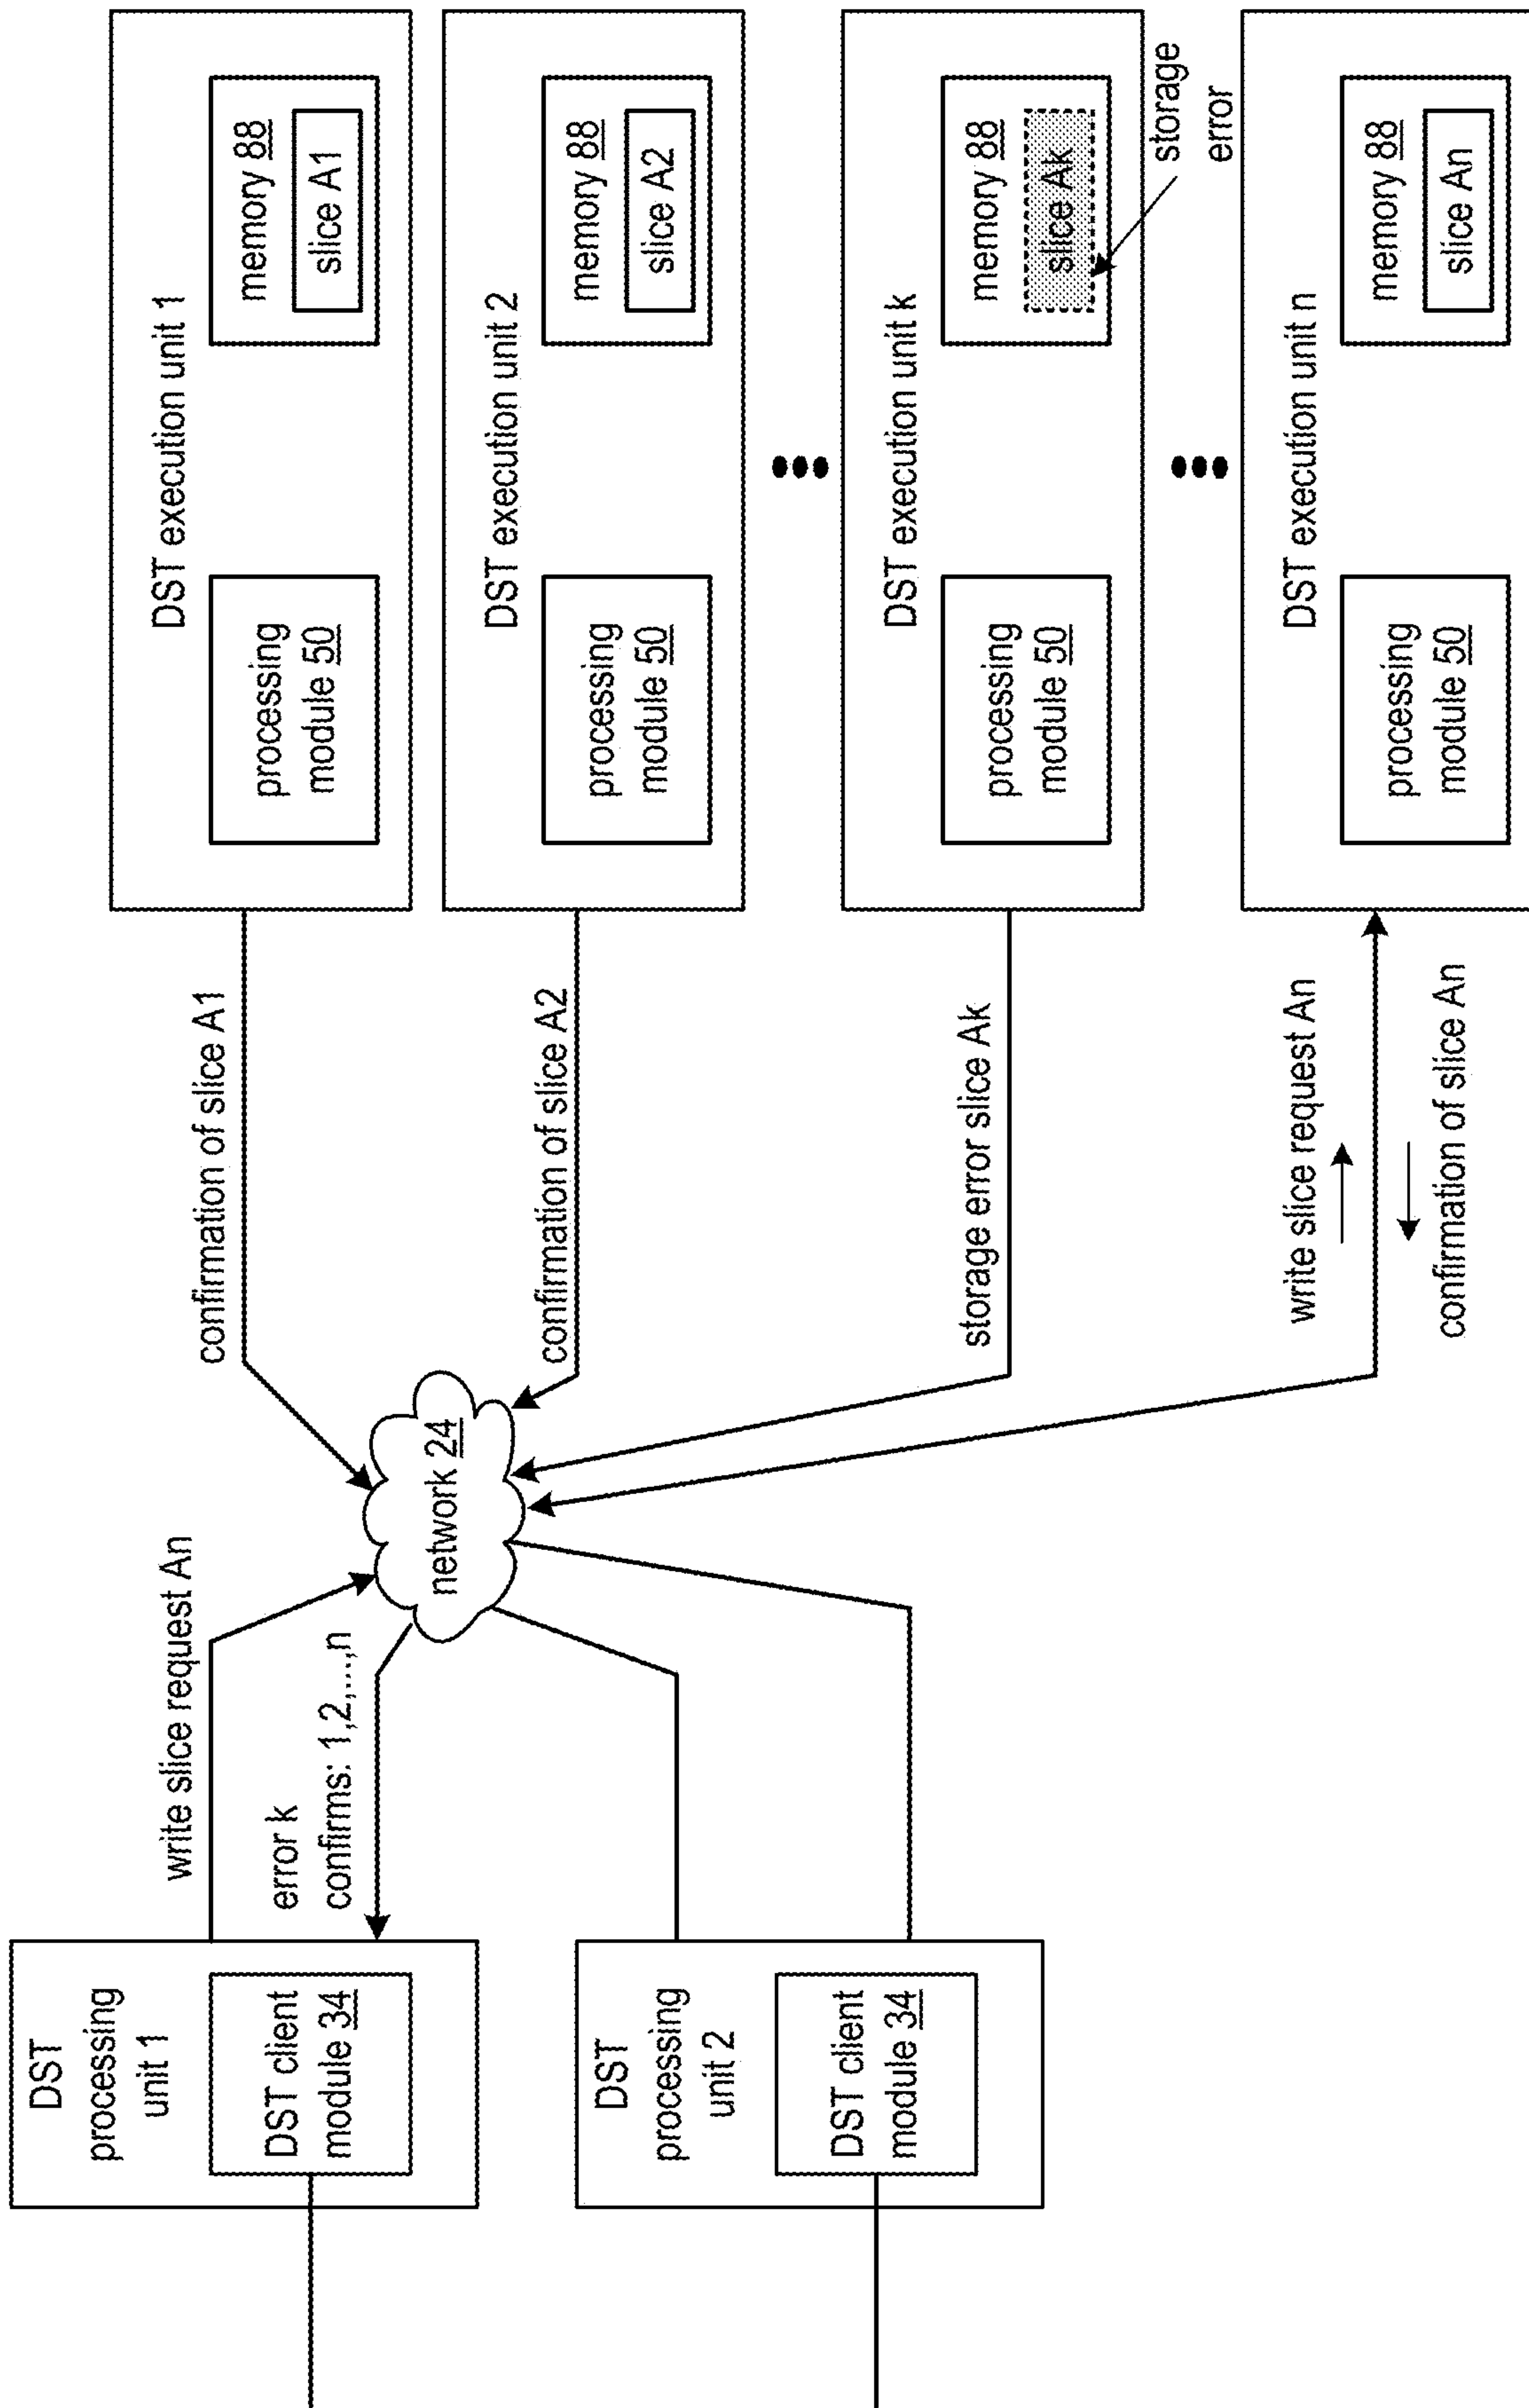 DST
processing
unit 1
DST client
module 34
write slice request An
error k
confirms: 1,2,...,n
DST
processing
unit 2
DST client
module 34
network 24
confirmation of slice A1
confirmation of slice A2
storage error slice Ak
write slice request An
confirmation of slice An
DST execution unit 1
processing
module 50
memory 88
slice A1
DST execution unit 2
processing
module 50
memory 88
slice A2
DST execution unit k
processing
module 50
memory 88
slice Ak
storage
error
DST execution unit n
processing
module 50
memory 88
slice An